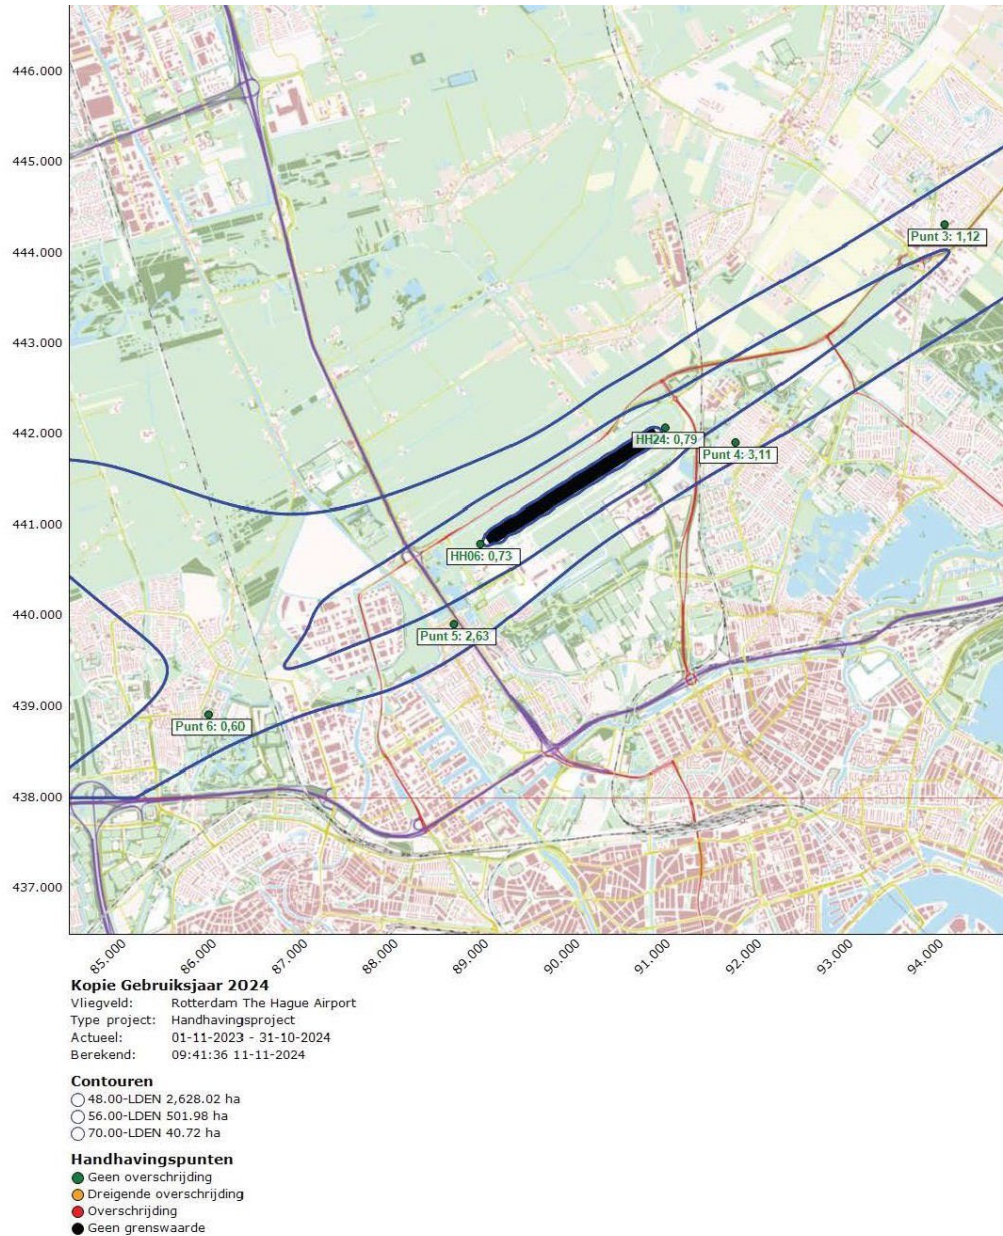 446.000
445.000
444.000
443.000
442.000
441.000
440.000
439.000
438.000
437.000
Punt 3: 1,12
HH24: 0,79
Punt 4: 3,11
HH06: 0,73
Punt 5: 2,63
Punt 6: 0,60
85.000
86.000
87.000
88.000
89.000
90.000
91.000
92.000
93.000
94.000
Kopie Gebruiksjaar 2024
Vliegveld: Rotterdam The Hague Airport
Type project: Handhavingsproject
Actueel: 01-11-2023 - 31-10-2024
Berekend: 09:41:36 11-11-2024
Contouren
48.00-LDEN 2,628.02 ha
56.00-LDEN 501.98 ha
70.00-LDEN 40.72 ha
Handhavingspunten
Geen overschrijding
Dreigende overschrijding
Overschrijding
Geen grenswaarde